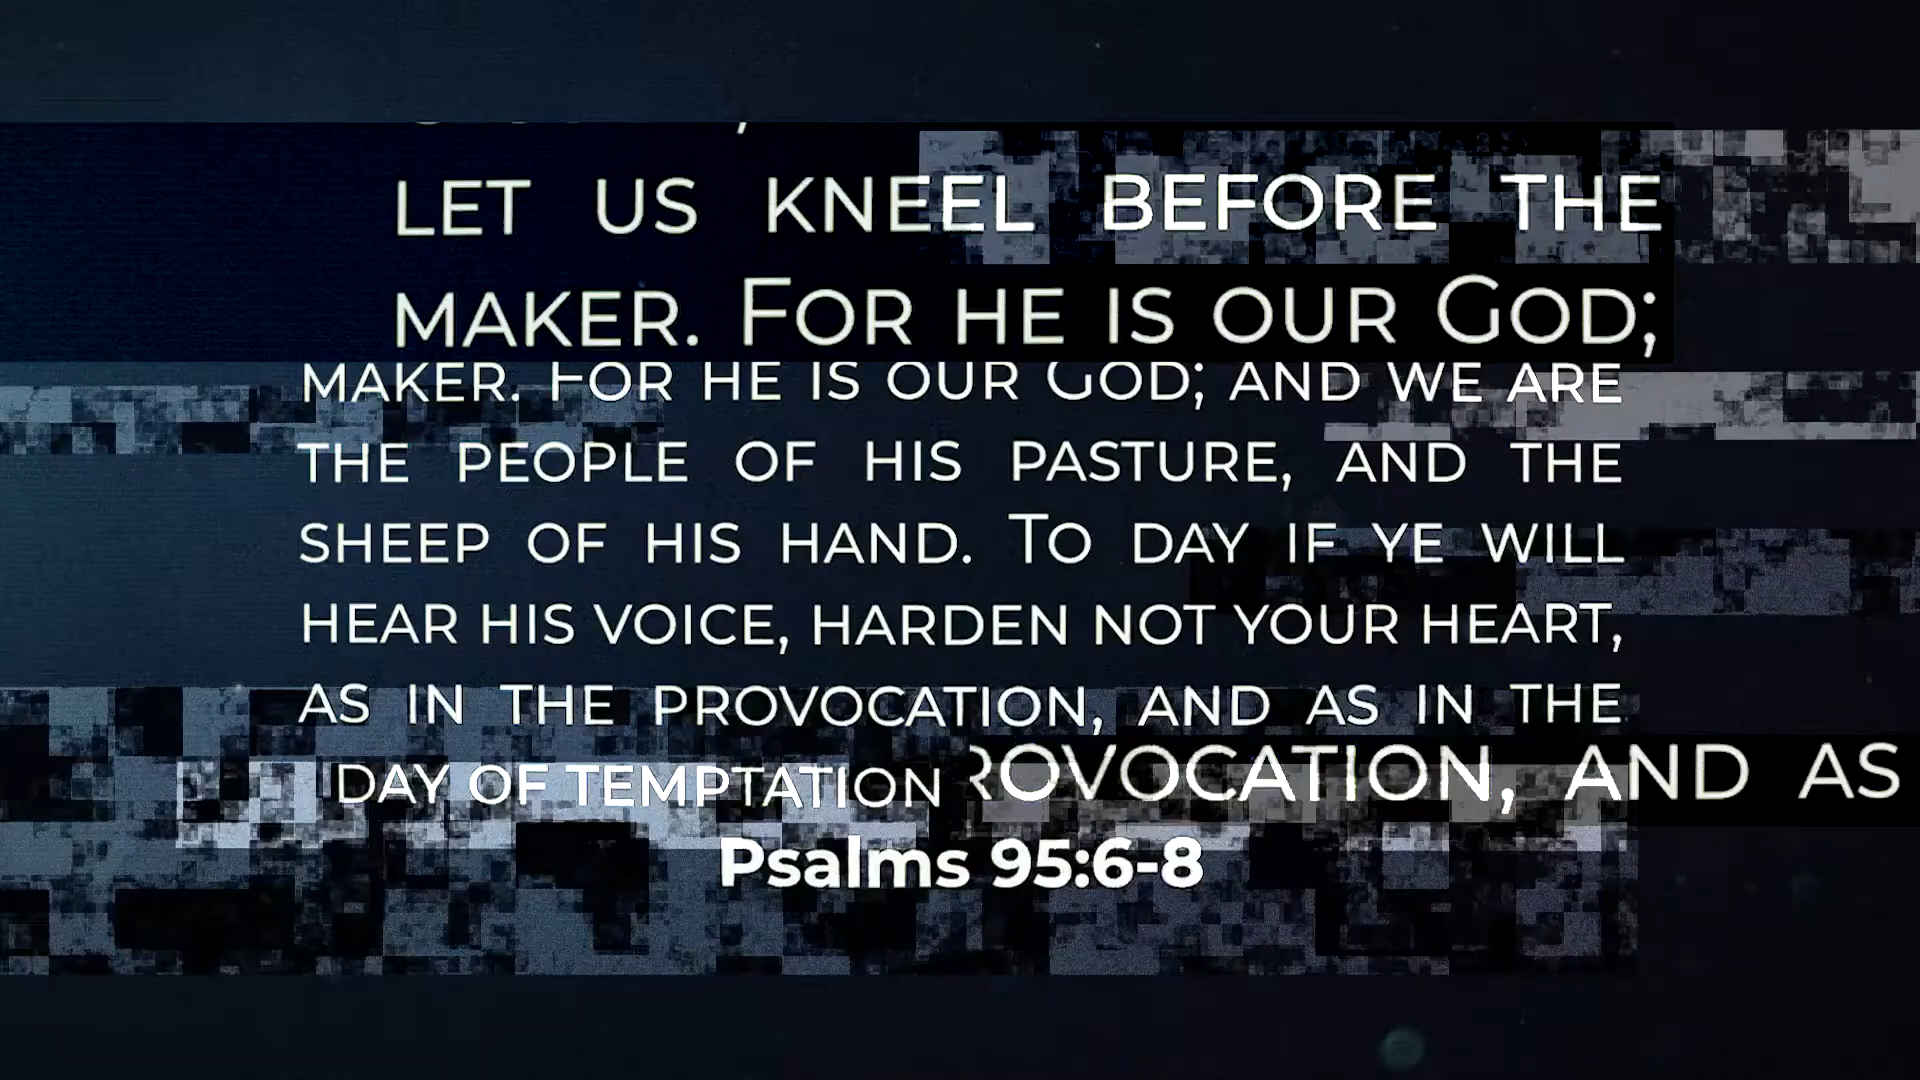 LET US KNEEL BEFORE THE
MAKER. FOR HE IS OUR GOD;
MAKER. FOR HE IS OUR GOD; AND WE ARE
THE PEOPLE OF HIS PASTURE, AND THE
SHEEP OF HIS HAND. TO DAY IF YE WILL
HEAR HIS VOICE, HARDEN NOT YOUR HEART,
AS IN THE PROVOCATION, AND AS IN THE
DAY OF TEMPTATION ROVOCATION, AND AS
Psalms 95:6-8